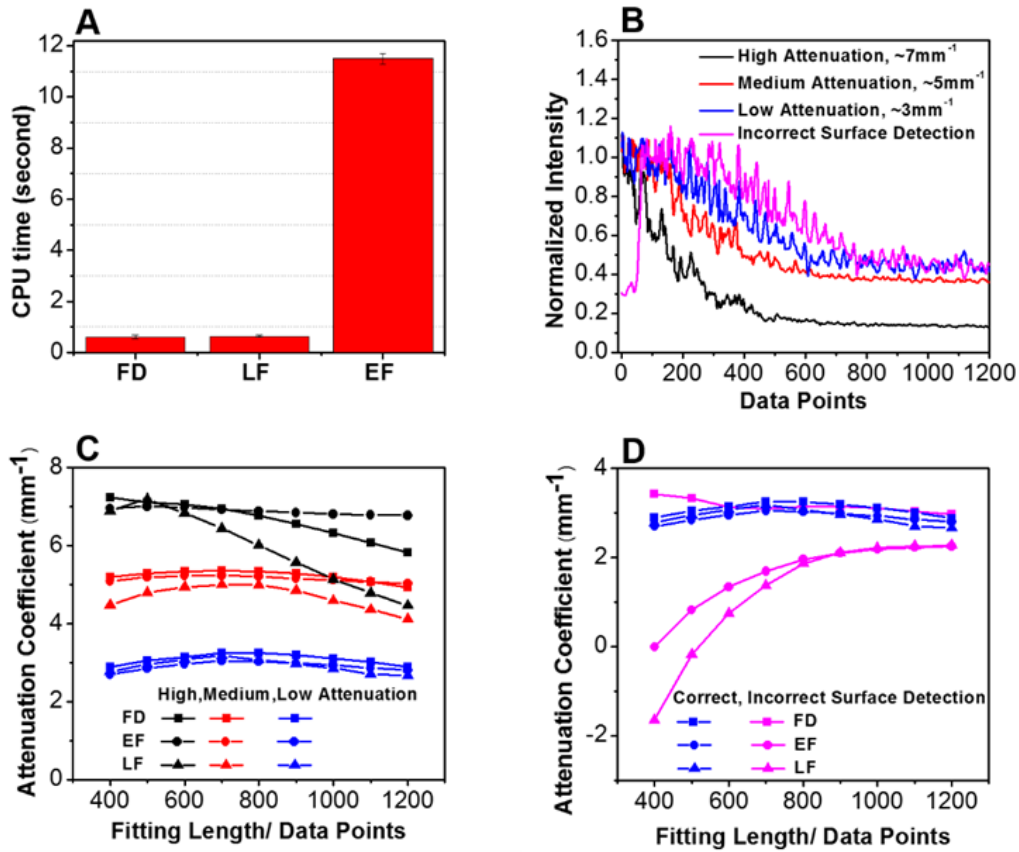 A
CPU time (second)
12
10
8
6
4
2
0
FD LF EF
B
Normalized Intensity
1.6
1.4
1.2
1.0
0.8
0.6
0.4
0.2
0.0
High Attenuation, ~7mm⁻¹
Medium Attenuation, ~5mm⁻¹
Low Attenuation, ~3mm⁻¹
Incorrect Surface Detection
0 200 400 600 800 1000 1200
Data Points
C
Attenuation Coefficient (mm⁻¹)
8
6
4
2
0
High, Medium, Low Attenuation
FD
EF
LF
400 600 800 1000 1200
Fitting Length/ Data Points
D
Attenuation Coefficient (mm⁻¹)
4
2
0
-2
Correct, Incorrect Surface Detection
FD
EF
LF
400 600 800 1000 1200
Fitting Length/ Data Points